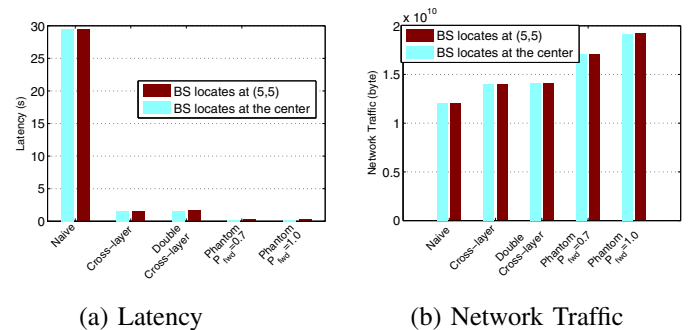 30
25
20
15
10
5
0
Latency (s)
BS locates at (5,5)
BS locates at the center
Naive
Cross-layer
Double
Cross-layer
Phantom
P fwd=0.7
Phantom
P fwd=1.0
(a) Latency
2 x 10^10
1.5
1
0.5
0
Network Traffic (byte)
BS locates at (5,5)
BS locates at the center
Naive
Cross-layer
Double
Cross-layer
Phantom
P fwd=0.7
Phantom
P fwd=1.0
(b) Network Traffic